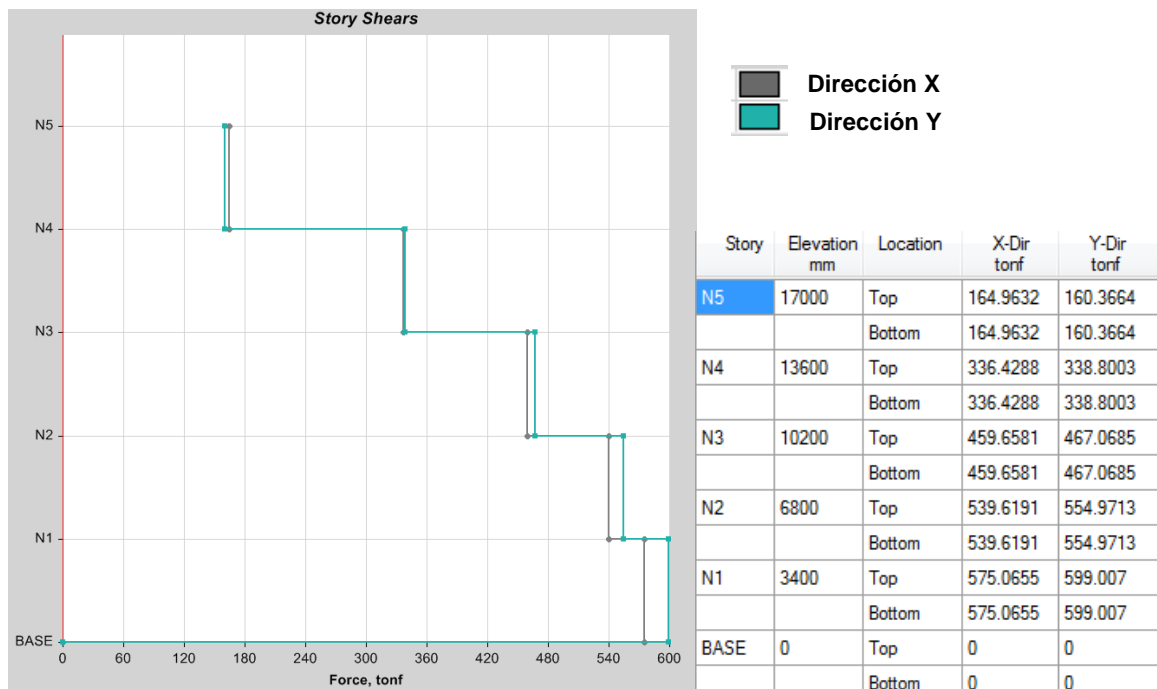 Story Shears
N5
N4
N3
N2
N1
BASE
0 60 120 180 240 300 360 420 480 540 600
Force, tonf
Dirección X
Dirección Y
Story Elevation Location X-Dir Y-Dir
mm tonf tonf
N5 17000 Top 164.9632 160.3664
Bottom 164.9632 160.3664
N4 13600 Top 336.4288 338.8003
Bottom 336.4288 338.8003
N3 10200 Top 459.6581 467.0685
Bottom 459.6581 467.0685
N2 6800 Top 539.6191 554.9713
Bottom 539.6191 554.9713
N1 3400 Top 575.0655 599.007
Bottom 575.0655 599.007
BASE 0 Top 0 0
Bottom 0 0